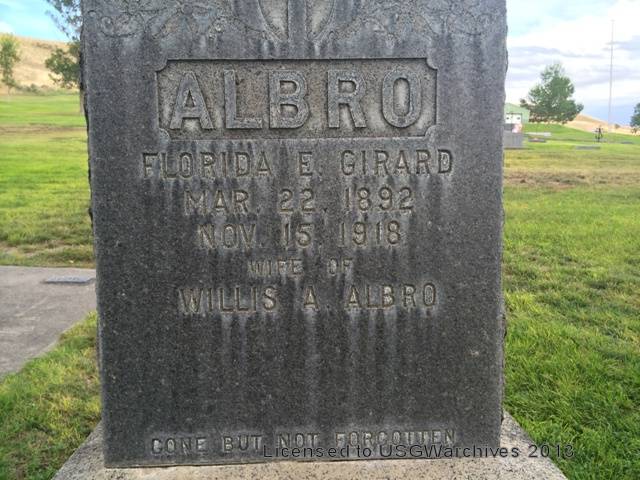 ALBRO
FLORIDA E. GIRARD
MAR. 22. 1892
NOV. 15. 1918
WIFE OF
WILLIS A. ALBRO
GONE BUT NOT FORGOTTEN
Licensed to USGWarchives 2013